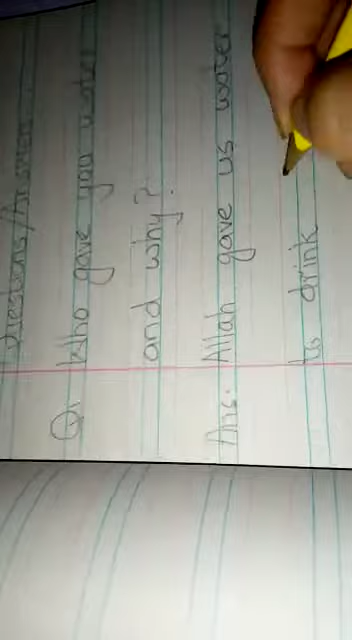 Questions/Answers
Q. Who gave you water
and why?
Ans. Allah gave us water
to drink